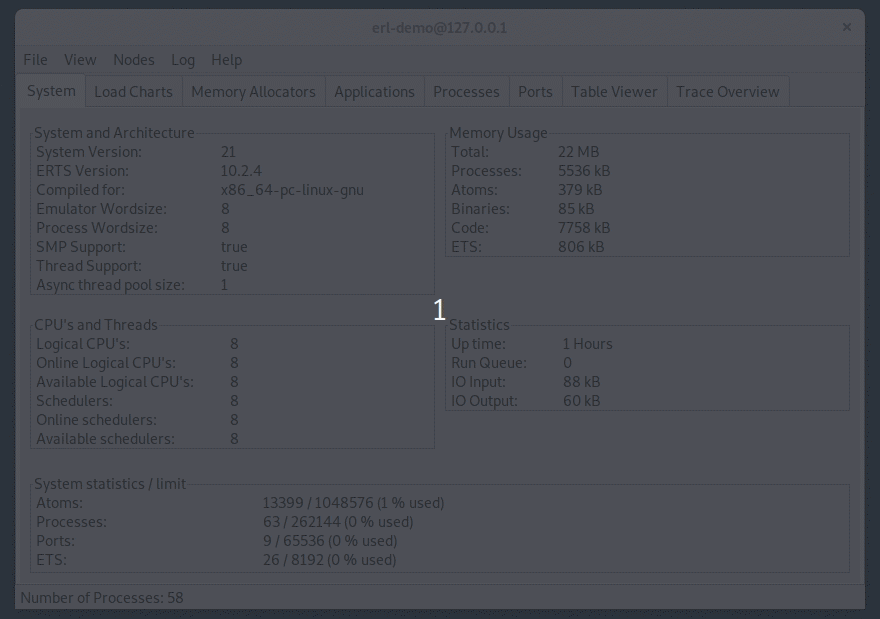 erl-demo@127.0.0.1 ×
File View Nodes Log Help
System Load Charts Memory Allocators Applications Processes Ports Table Viewer Trace Overview
System and Architecture
System Version: 21
ERTS Version: 10.2.4
Compiled for: x86_64-pc-linux-gnu
Emulator Wordsize: 8
Process Wordsize: 8
SMP Support: true
Thread Support: true
Async thread pool size: 1
Memory Usage
Total: 22 MB
Processes: 5536 kB
Atoms: 379 kB
Binaries: 85 kB
Code: 7758 kB
ETS: 806 kB
1
CPU's and Threads
Logical CPU's: 8
Online Logical CPU's: 8
Available Logical CPU's: 8
Schedulers: 8
Online schedulers: 8
Available schedulers: 8
Statistics
Up time: 1 Hours
Run Queue: 0
IO Input: 88 kB
IO Output: 60 kB
System statistics / limit
Atoms: 13399 / 1048576 (1 % used)
Processes: 63 / 262144 (0 % used)
Ports: 9 / 65536 (0 % used)
ETS: 26 / 8192 (0 % used)
Number of Processes: 58